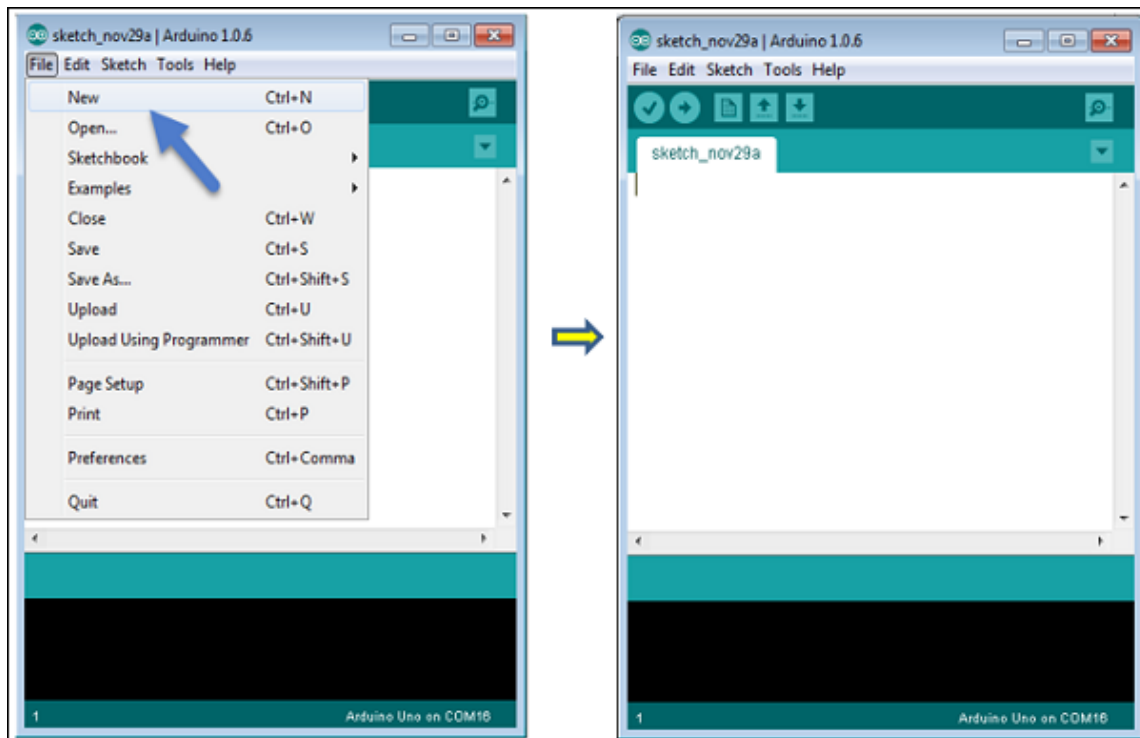 sketch_nov29a | Arduino 1.0.6
File Edit Sketch Tools Help
New Ctrl+N
Open... Ctrl+O
Sketchbook
Examples
Close Ctrl+W
Save Ctrl+S
Save As... Ctrl+Shift+S
Upload Ctrl+U
Upload Using Programmer Ctrl+Shift+U
Page Setup Ctrl+Shift+P
Print Ctrl+P
Preferences Ctrl+Comma
Quit Ctrl+Q
1 Arduino Uno on COM16
sketch_nov29a | Arduino 1.0.6
File Edit Sketch Tools Help
sketch_nov29a
1 Arduino Uno on COM16